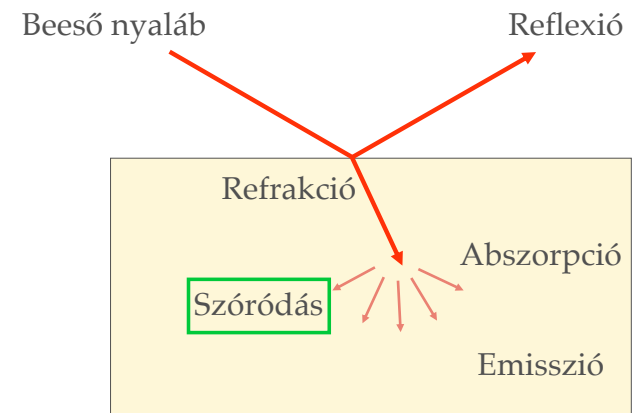 Beeső nyaláb
Reflexió
Refrakció
Abszorpció
Szóródás
Emisszió